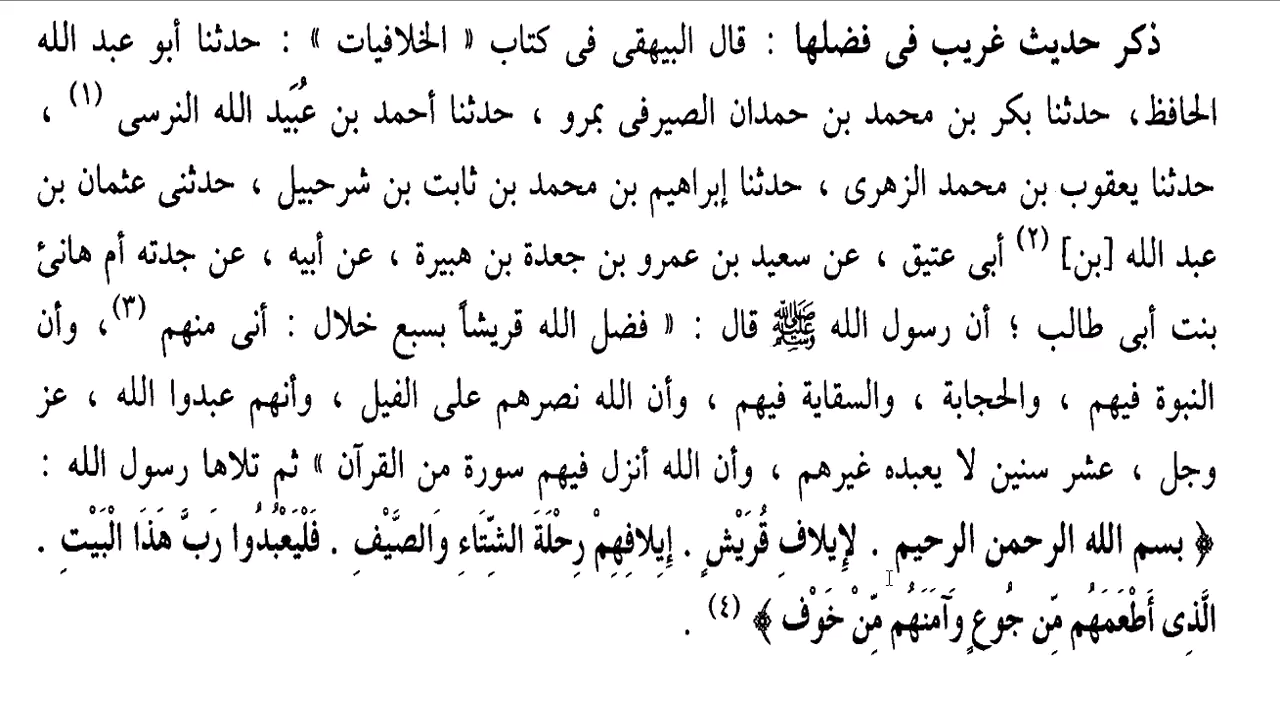 ذكر حديث غريب فى فضلها : قال البيهقى فى كتاب « الخلافيات » : حدثنا أبو عبد الله
الحافظ، حدثنا بكر بن محمد بن حمدان الصيرفى بمرو ، حدثنا أحمد بن عُبَيد الله النرسى (١) ،
حدثنا يعقوب بن محمد الزهرى ، حدثنا إبراهيم بن محمد بن ثابت بن شرحبيل ، حدثنى عثمان بن
عبد الله [بن] (٢) أبى عتيق ، عن سعيد بن عمرو بن جعدة بن هبيرة ، عن أبيه ، عن جدته أم هانئ
بنت أبى طالب ؛ أن رسول الله ﷺ قال : « فضل الله قريشاً بسبع خلال : أنى منهم (٣)، وأن
النبوة فيهم ، والحجابة ، والسقاية فيهم ، وأن الله نصرهم على الفيل ، وأنهم عبدوا الله ، عز
وجل ، عشر سنين لا يعبده غيرهم ، وأن الله أنزل فيهم سورة من القرآن » ثم تلاها رسول الله :
﴿ بسم الله الرحمن الرحيم . لإِيلافِ قُرَيْشٍ . إِيلافِهِمْ رِحْلَةَ الشِّتَاءِ وَالصَّيْفِ . فَلْيَعْبُدُوا رَبَّ هَذَا الْبَيْتِ .
الَّذِى أَطْعَمَهُم مِّن جُوعٍ وَآمَنَهُم مِّنْ خَوْف ﴾ (٤) .